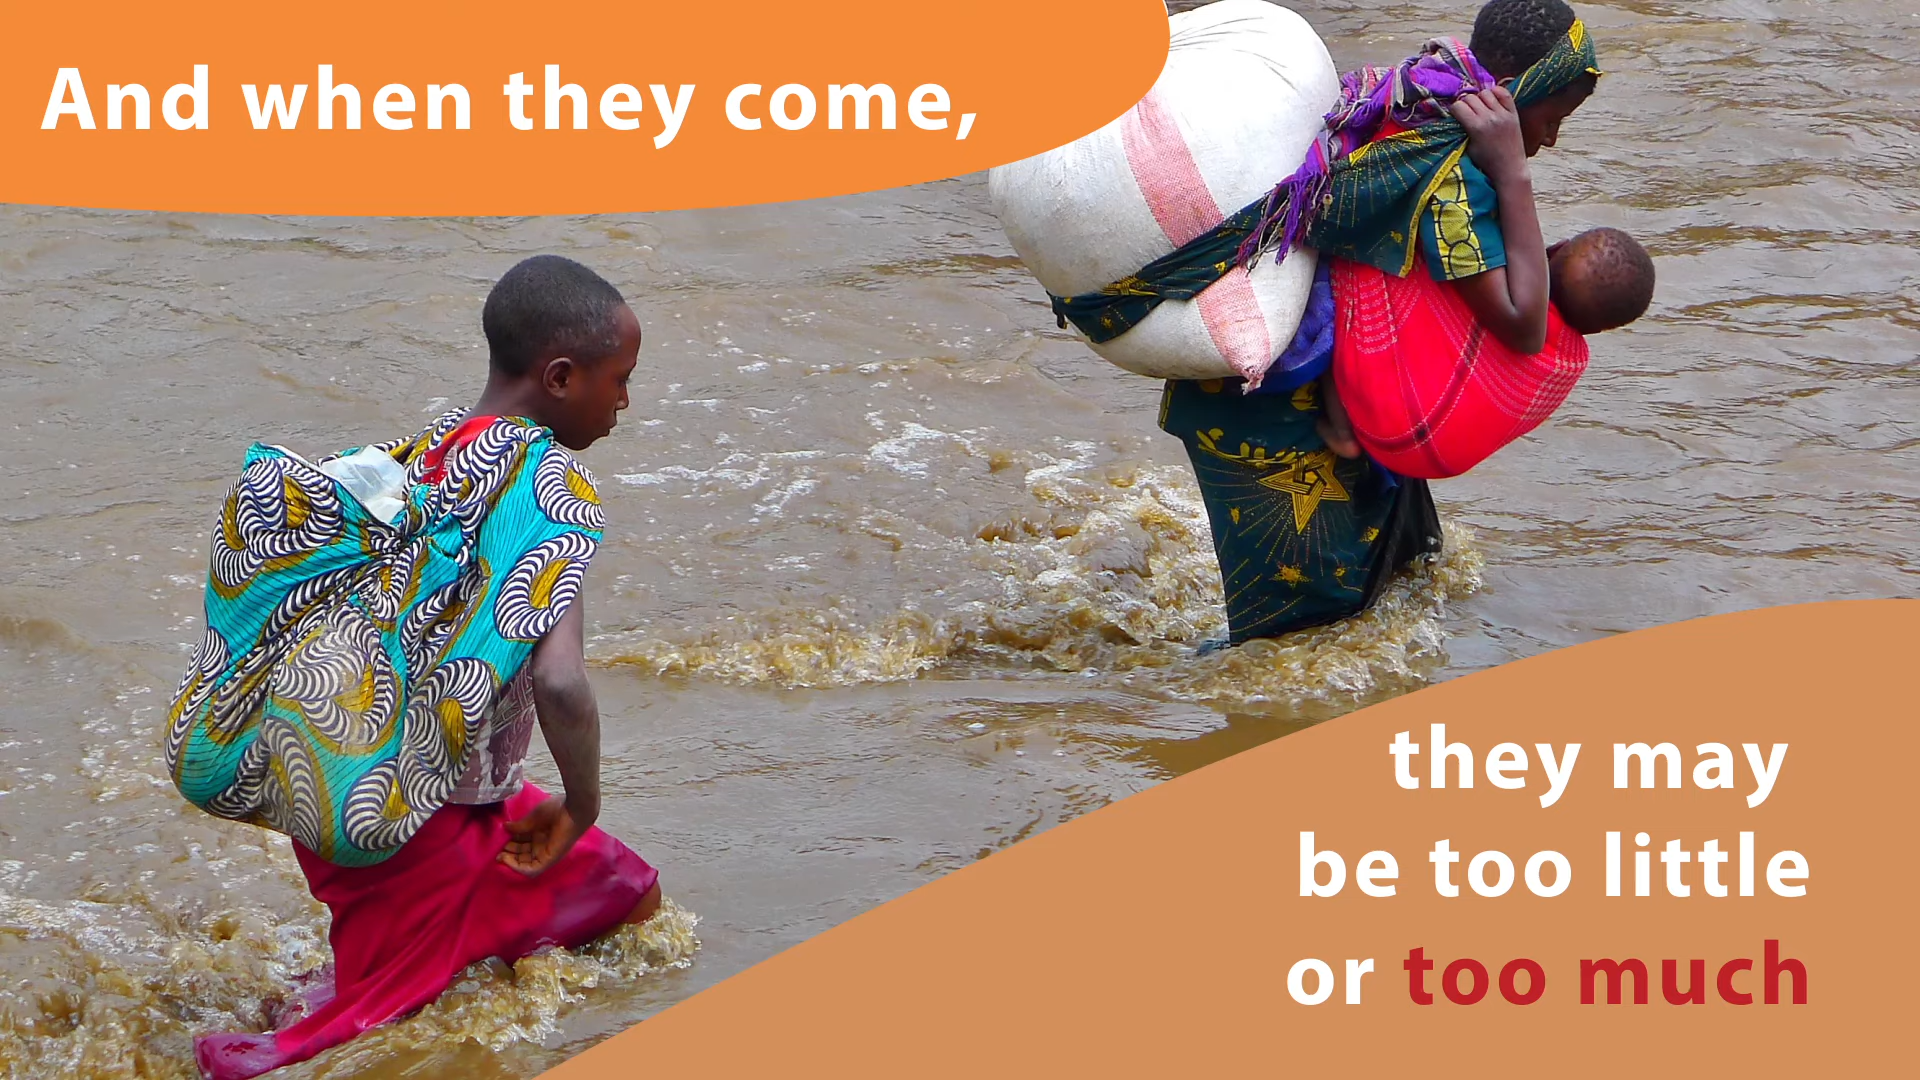 And when they come,
they may
be too little
or too much